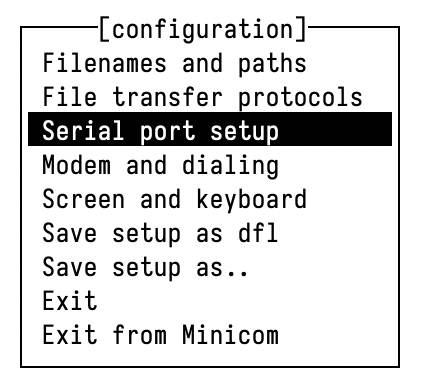 [configuration]
Filenames and paths
File transfer protocols
Serial port setup
Modem and dialing
Screen and keyboard
Save setup as dfl
Save setup as..
Exit
Exit from Minicom